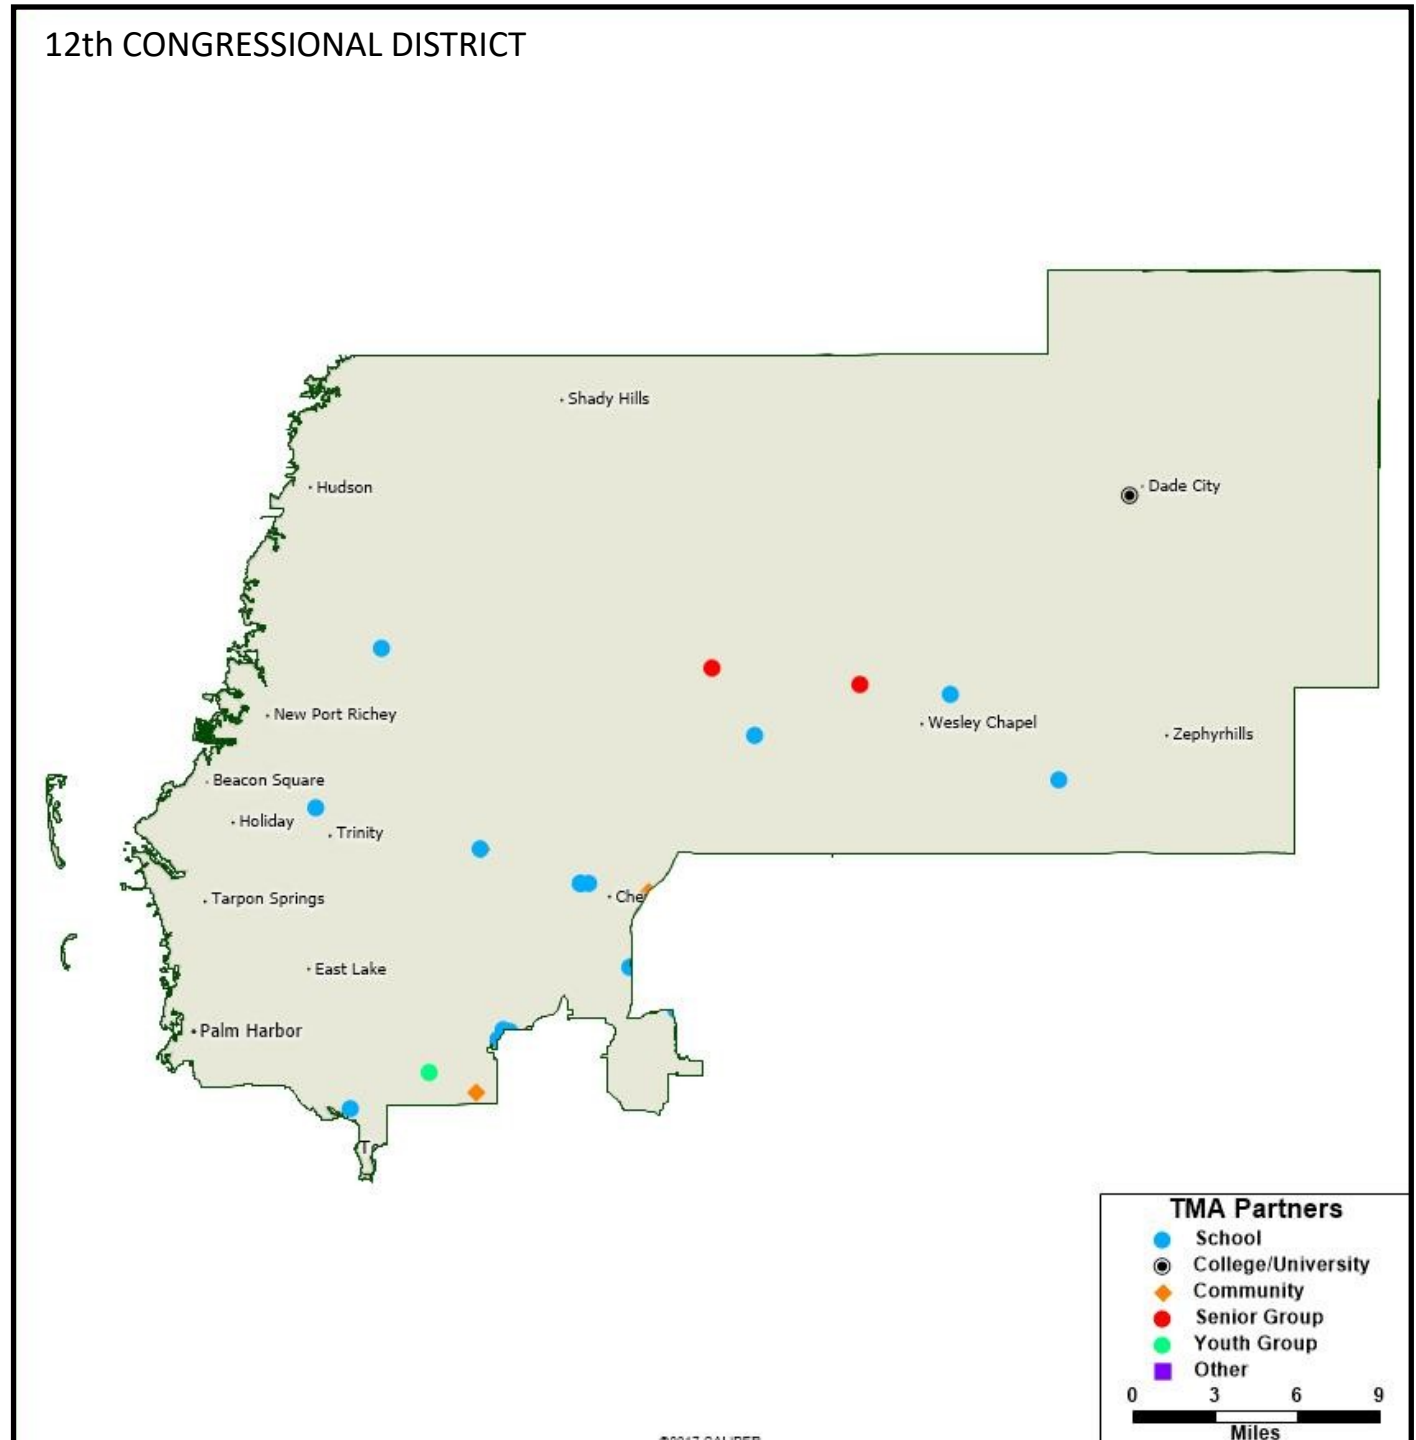 12th CONGRESSIONAL DISTRICT
Shady Hills
Hudson
Dade City
New Port Richey
Wesley Chapel
Zephyrhills
Beacon Square
Holiday
Trinity
Tarpon Springs
Che
East Lake
Palm Harbor
T
TMA Partners
School
College/University
Community
Senior Group
Youth Group
Other
0 3 6 9
Miles